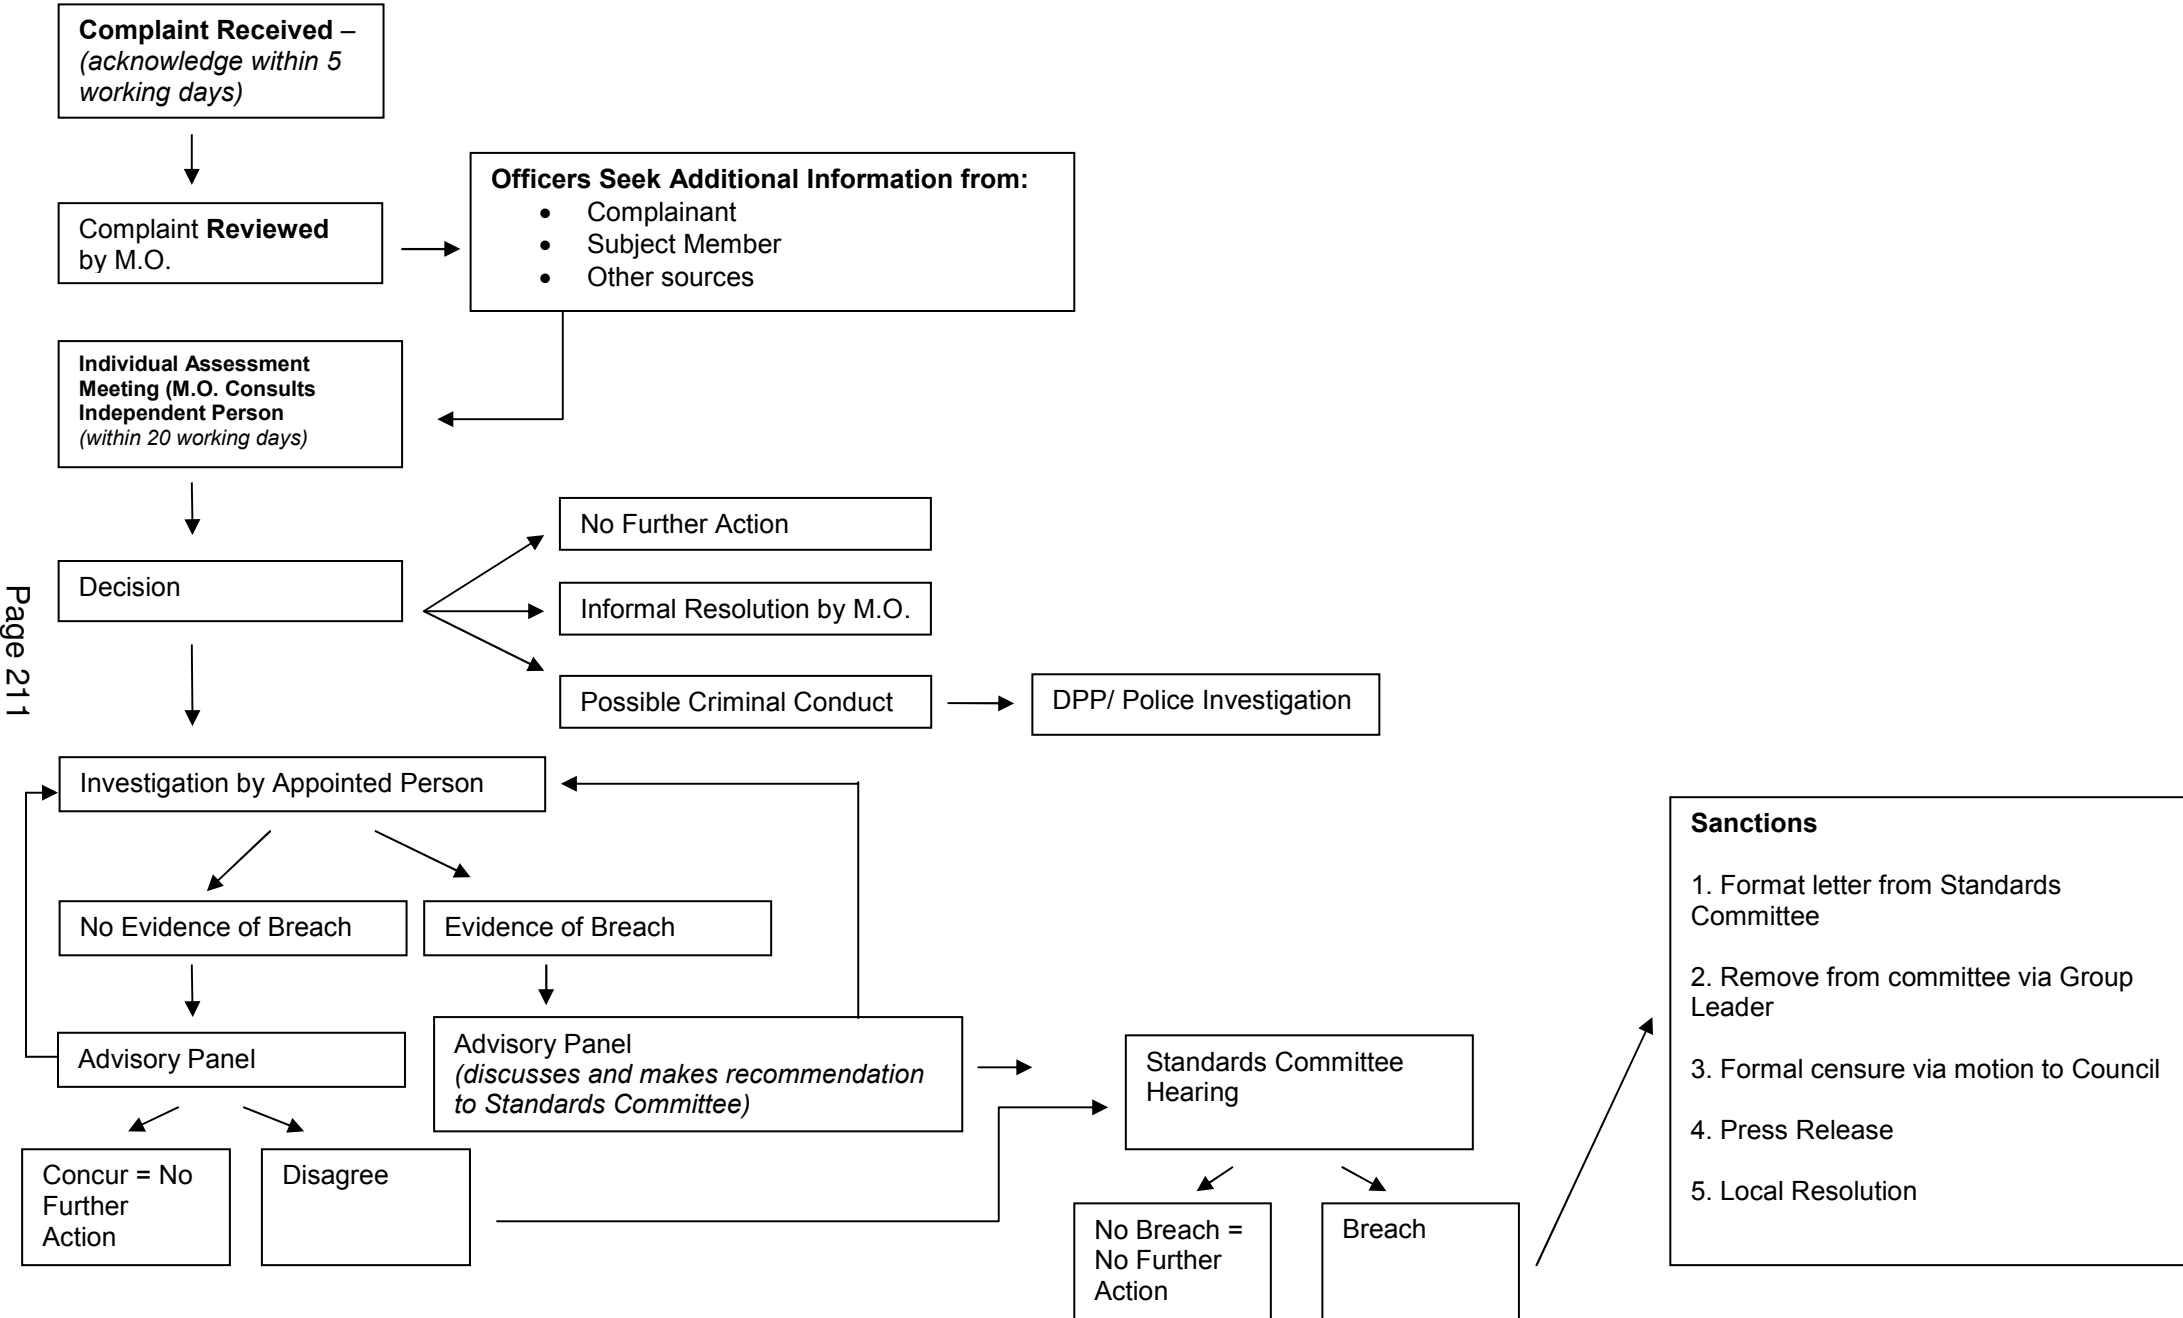 Complaint Received –
(acknowledge within 5
working days)
Complaint Reviewed
by M.O.
Officers Seek Additional Information from:
• Complainant
• Subject Member
• Other sources
Individual Assessment
Meeting (M.O. Consults
Independent Person
(within 20 working days)
Decision
No Further Action
Informal Resolution by M.O.
Possible Criminal Conduct
DPP/ Police Investigation
Page 211
Investigation by Appointed Person
No Evidence of Breach
Evidence of Breach
Advisory Panel
Advisory Panel
(discusses and makes recommendation
to Standards Committee)
Concur = No
Further
Action
Disagree
Standards Committee
Hearing
No Breach =
No Further
Action
Breach
Sanctions
1. Format letter from Standards
Committee
2. Remove from committee via Group
Leader
3. Formal censure via motion to Council
4. Press Release
5. Local Resolution